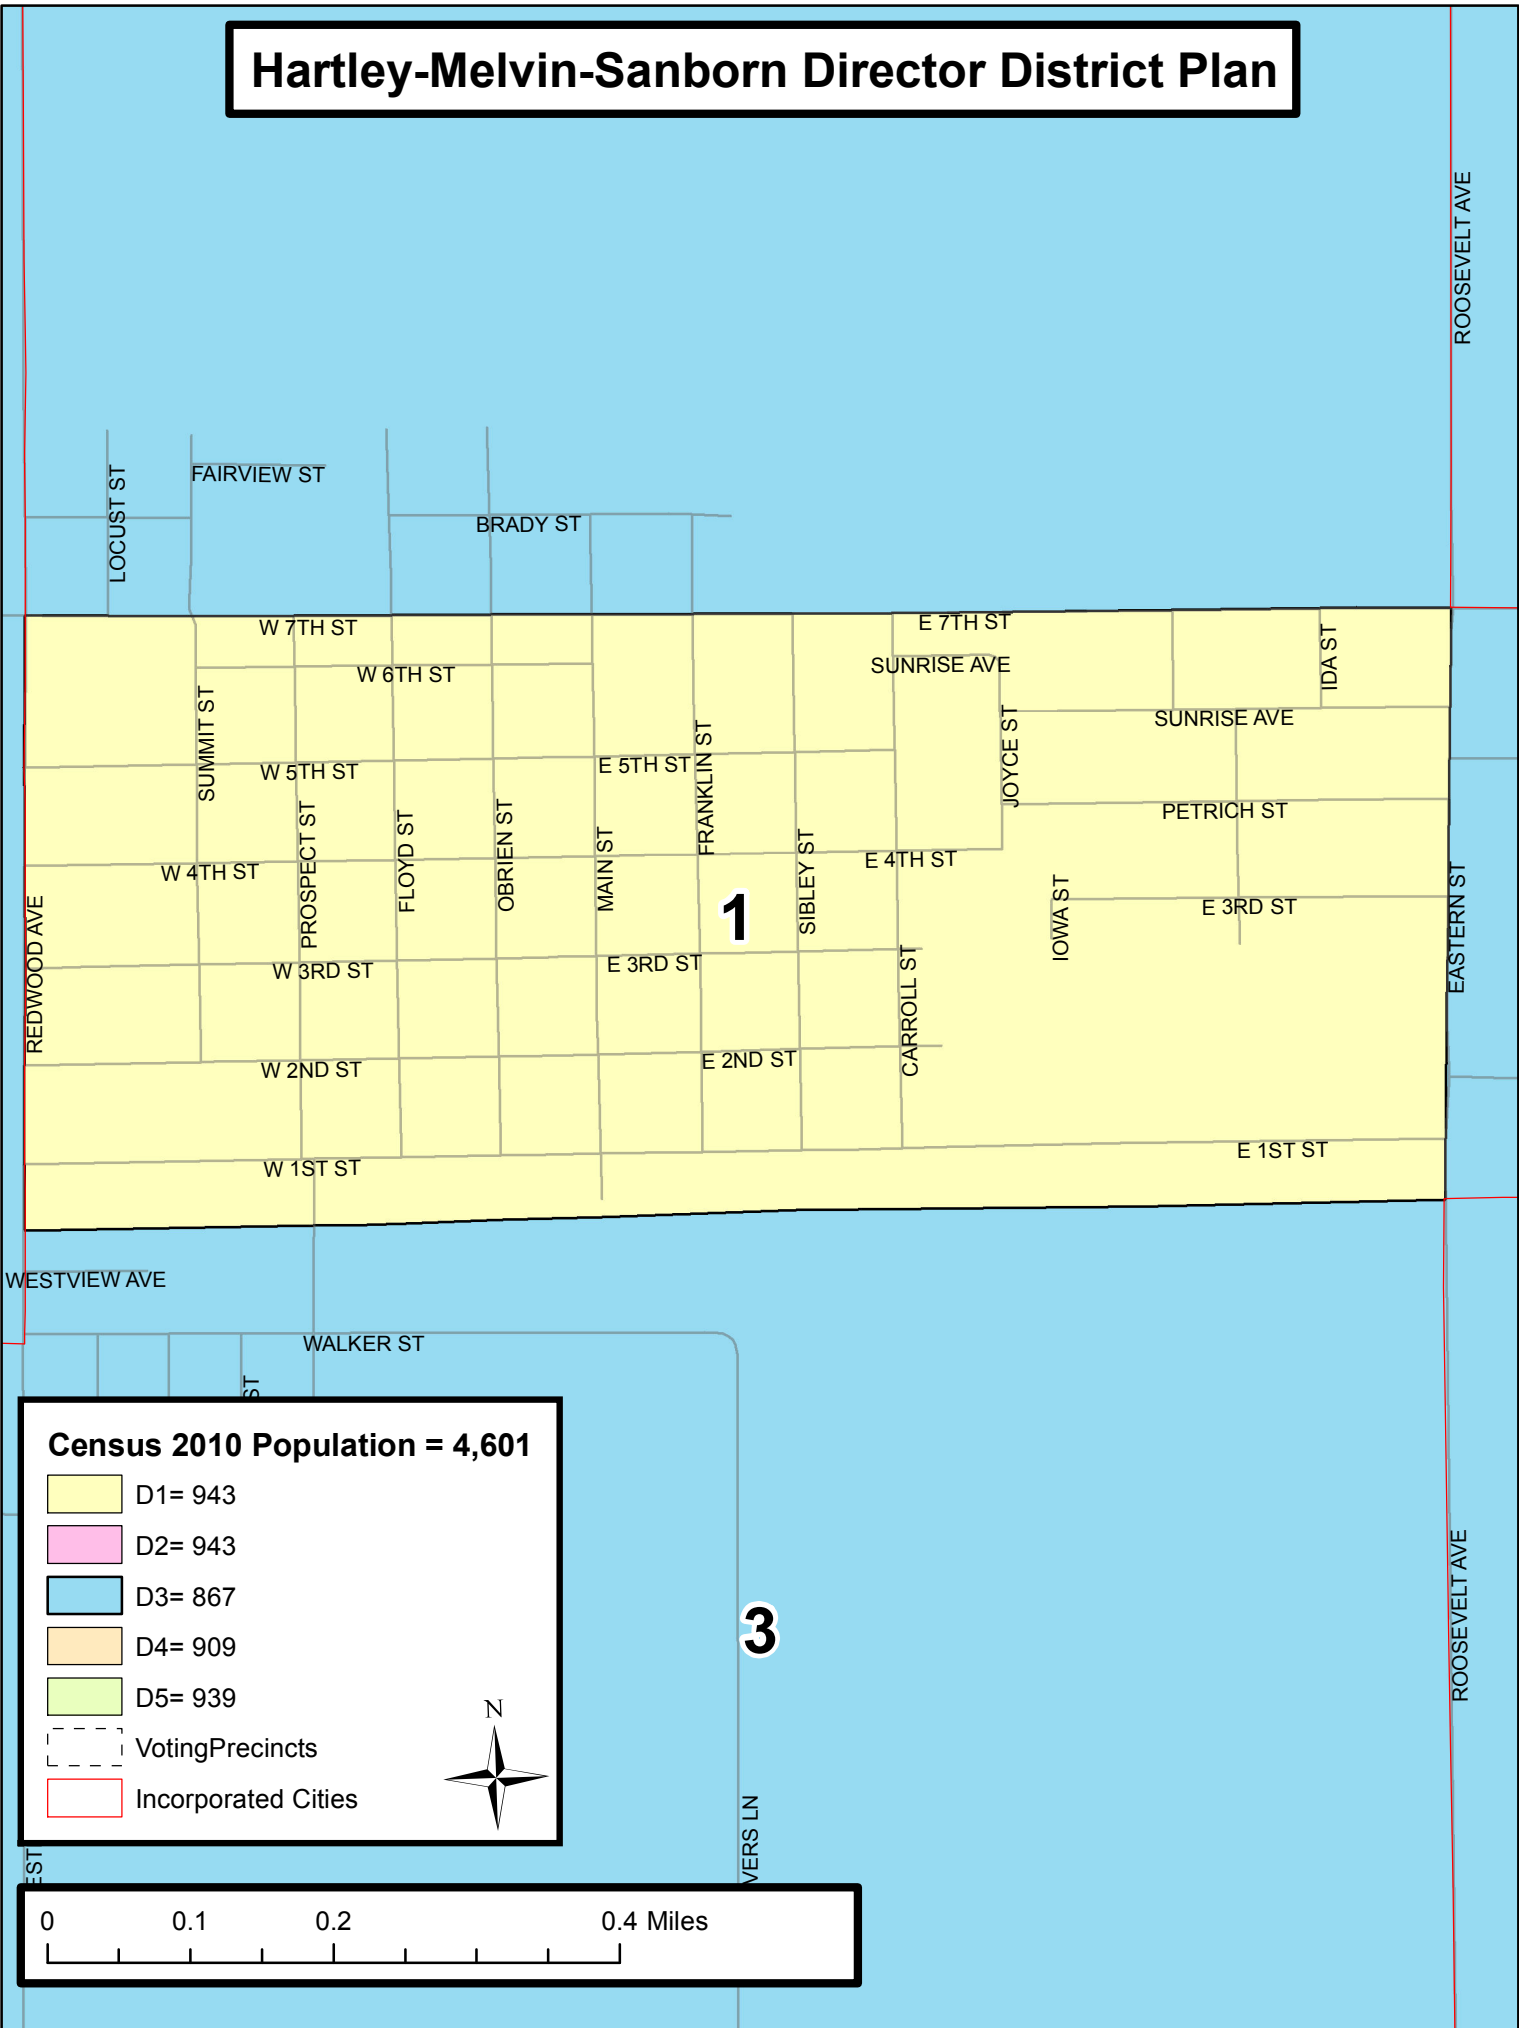 Hartley-Melvin-Sanborn Director District Plan
ROOSEVELT AVE
FAIRVIEW ST
LOCUST ST
BRADY ST
W 7TH ST
E 7TH ST
IDA ST
SUNRISE AVE
W 6TH ST
SUMMIT ST
SUNRISE AVE
JOYCE ST
FRANKLIN ST
E 5TH ST
W 5TH ST
PETRICH ST
PROSPECT ST
FLOYD ST
OBRIEN ST
MAIN ST
SIBLEY ST
E 4TH ST
W 4TH ST
1
IOWA ST
E 3RD ST
EASTERN ST
REDWOOD AVE
W 3RD ST
E 3RD ST
CARROLL ST
W 2ND ST
E 2ND ST
E 1ST ST
W 1ST ST
WESTVIEW AVE
WALKER ST
ST
Census 2010 Population = 4,601
D1= 943
D2= 943
D3= 867
D4= 909
D5= 939
VotingPrecincts
Incorporated Cities
N
3
ROOSEVELT AVE
VERS LN
EST
0 0.1 0.2 0.4 Miles